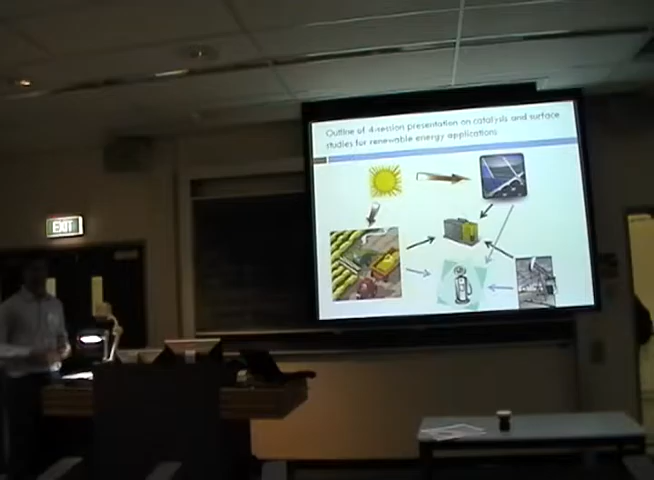 Outline of 4-session presentation on catalysis and surface
studies for renewable energy applications
EXIT